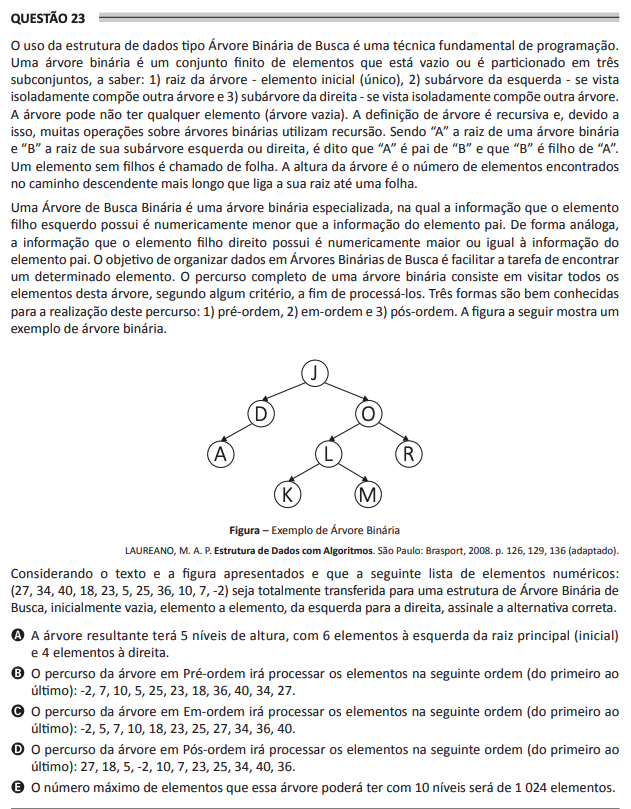 QUESTÃO 23
O uso da estrutura de dados tipo Árvore Binária de Busca é uma técnica fundamental de programação.
Uma árvore binária é um conjunto finito de elementos que está vazio ou é particionado em três
subconjuntos, a saber: 1) raiz da árvore - elemento inicial (único), 2) subárvore da esquerda - se vista
isoladamente compõe outra árvore e 3) subárvore da direita - se vista isoladamente compõe outra árvore.
A árvore pode não ter qualquer elemento (árvore vazia). A definição de árvore é recursiva e, devido a
isso, muitas operações sobre árvores binárias utilizam recursão. Sendo “A” a raiz de uma árvore binária
e “B” a raiz de sua subárvore esquerda ou direita, é dito que “A” é pai de “B” e que “B” é filho de “A”.
Um elemento sem filhos é chamado de folha. A altura da árvore é o número de elementos encontrados
no caminho descendente mais longo que liga a sua raiz até uma folha.
Uma Árvore de Busca Binária é uma árvore binária especializada, na qual a informação que o elemento
filho esquerdo possui é numericamente menor que a informação do elemento pai. De forma análoga,
a informação que o elemento filho direito possui é numericamente maior ou igual à informação do
elemento pai. O objetivo de organizar dados em Árvores Binárias de Busca é facilitar a tarefa de encontrar
um determinado elemento. O percurso completo de uma árvore binária consiste em visitar todos os
elementos desta árvore, segundo algum critério, a fim de processá-los. Três formas são bem conhecidas
para a realização deste percurso: 1) pré-ordem, 2) em-ordem e 3) pós-ordem. A figura a seguir mostra um
exemplo de árvore binária.
J
D O
A L R
K M
Figura – Exemplo de Árvore Binária
LAUREANO, M. A. P. Estrutura de Dados com Algoritmos. São Paulo: Brasport, 2008. p. 126, 129, 136 (adaptado).
Considerando o texto e a figura apresentados e que a seguinte lista de elementos numéricos:
(27, 34, 40, 18, 23, 5, 25, 36, 10, 7, -2) seja totalmente transferida para uma estrutura de Árvore Binária de
Busca, inicialmente vazia, elemento a elemento, da esquerda para a direita, assinale a alternativa correta.
A A árvore resultante terá 5 níveis de altura, com 6 elementos à esquerda da raiz principal (inicial)
e 4 elementos à direita.
B O percurso da árvore em Pré-ordem irá processar os elementos na seguinte ordem (do primeiro ao
último): -2, 7, 10, 5, 25, 23, 18, 36, 40, 34, 27.
C O percurso da árvore em Em-ordem irá processar os elementos na seguinte ordem (do primeiro ao último):
-2, 5, 7, 10, 18, 23, 25, 27, 34, 36, 40.
D O percurso da árvore em Pós-ordem irá processar os elementos na seguinte ordem (do primeiro ao
último): 27, 18, 5, -2, 10, 7, 23, 25, 34, 40, 36.
E O número máximo de elementos que essa árvore poderá ter com 10 níveis será de 1 024 elementos.